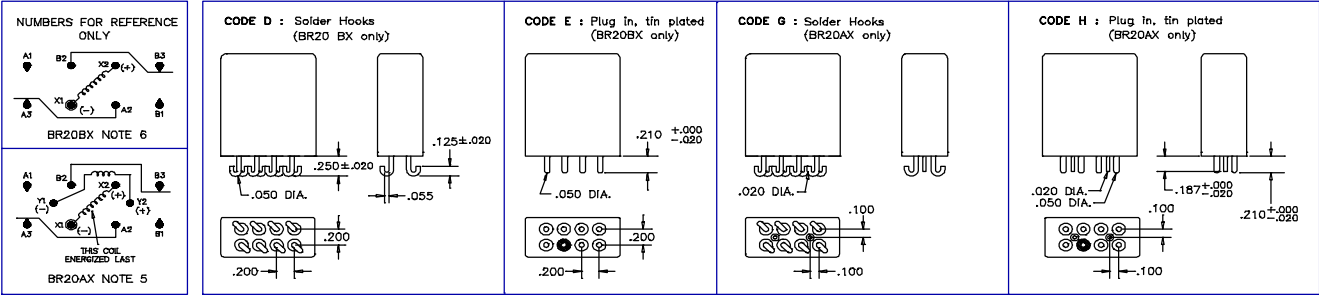 NUMBERS FOR REFERENCE
ONLY
A1
B2
X2
(+)
B3
A3
X1
(-)
A2
B1
BR20BX NOTE 6
A1
B2
X2
(+)
B3
Y1
(-)
Y2
(+)
A3
X1
(-)
A2
B1
THIS COIL
ENERGIZED LAST
BR20AX NOTE 5
CODE D : Solder Hooks
(BR20 BX only)
.125±.020
.250±.020
.050 DIA.
.055
.200
.200
CODE E : Plug in, tin plated
(BR20BX only)
.210 +.000
-.020
.050 DIA.
.200
.200
CODE G : Solder Hooks
(BR20AX only)
.020 DIA.
.100
.100
CODE H : Plug in, tin plated
(BR20AX only)
.020 DIA.
.050 DIA.
.187 +.000
-.020
.210 +.000
-.020
.100
.100